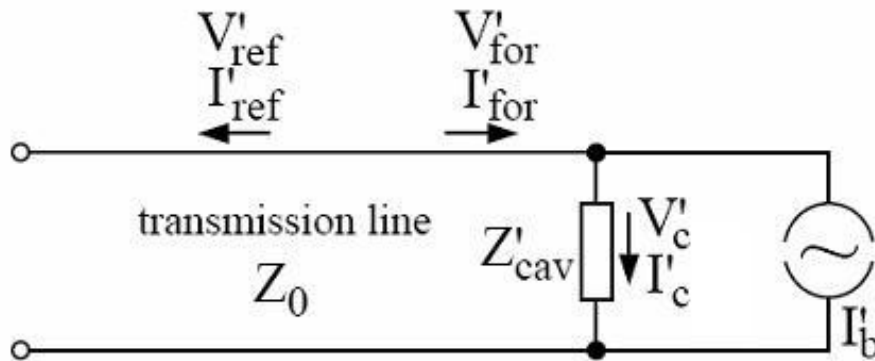 V'ref V'for
I'ref I'for
transmission line
Z0
Z'cav
V'c
I'c
I'b